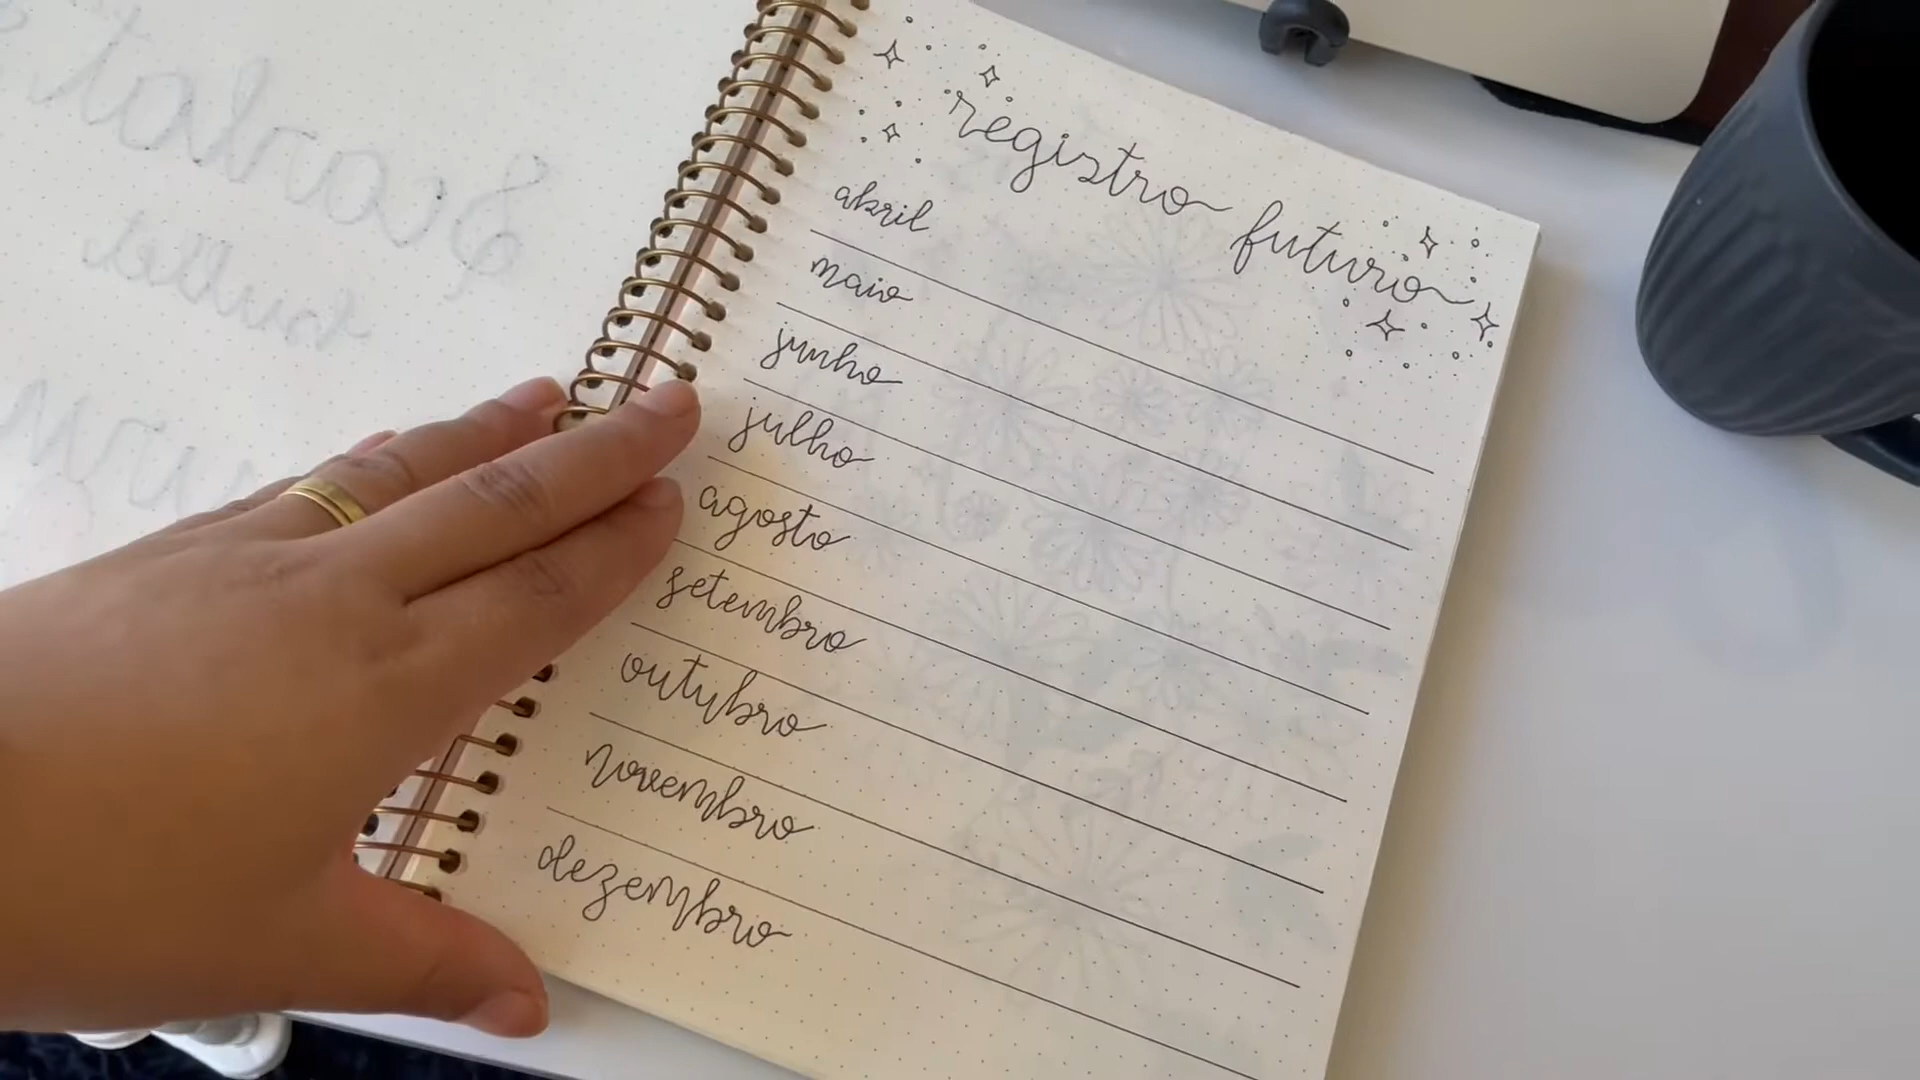 registro futuro
abril
maio
junho
julho
agosto
setembro
outubro
novembro
dezembro